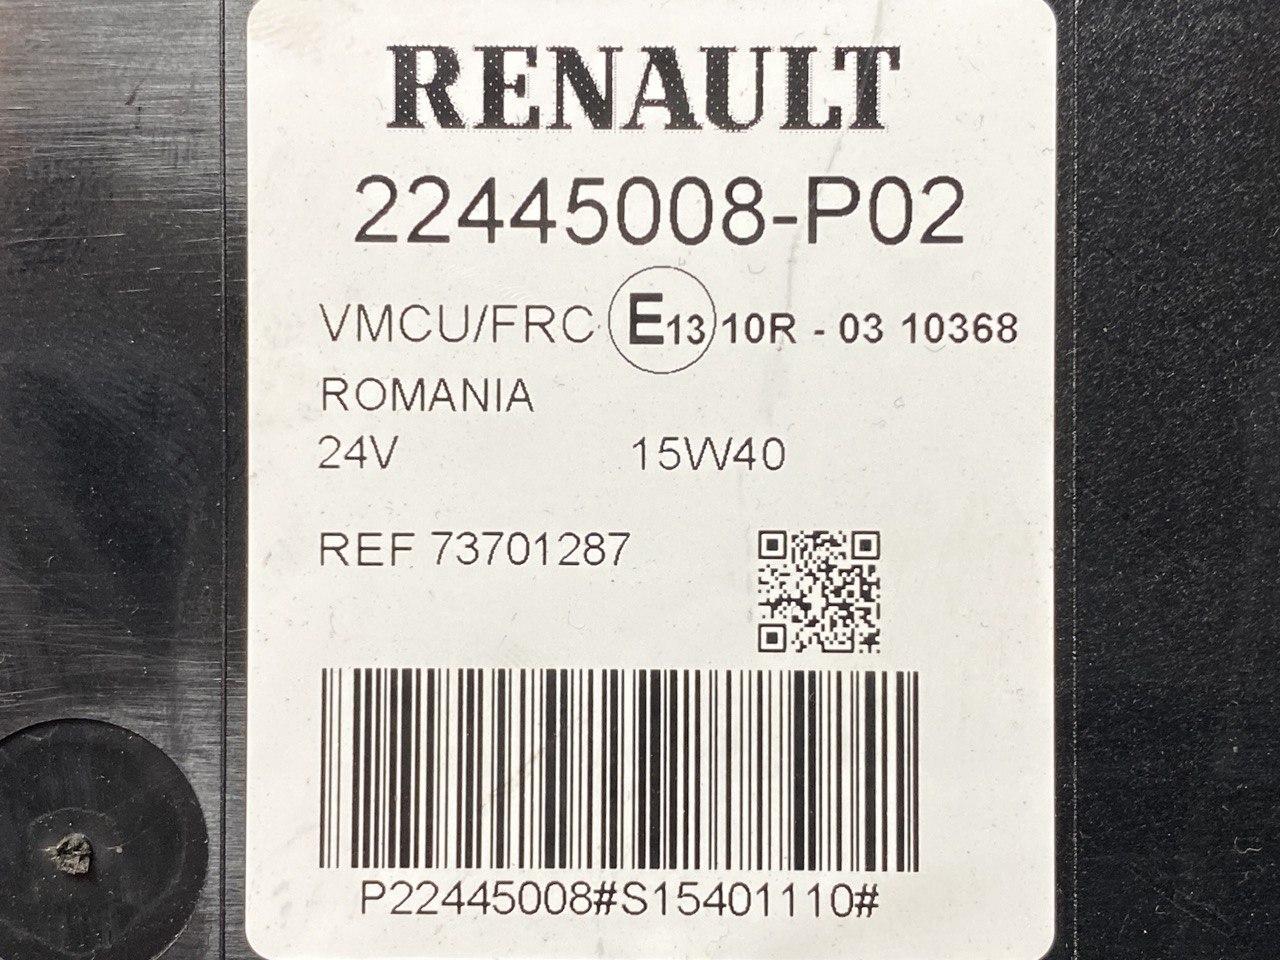 RENAULT
22445008-P02
VMCU/FRC E13 10R - 03 10368
ROMANIA
24V 15W40
REF 73701287
P22445008#S15401110#